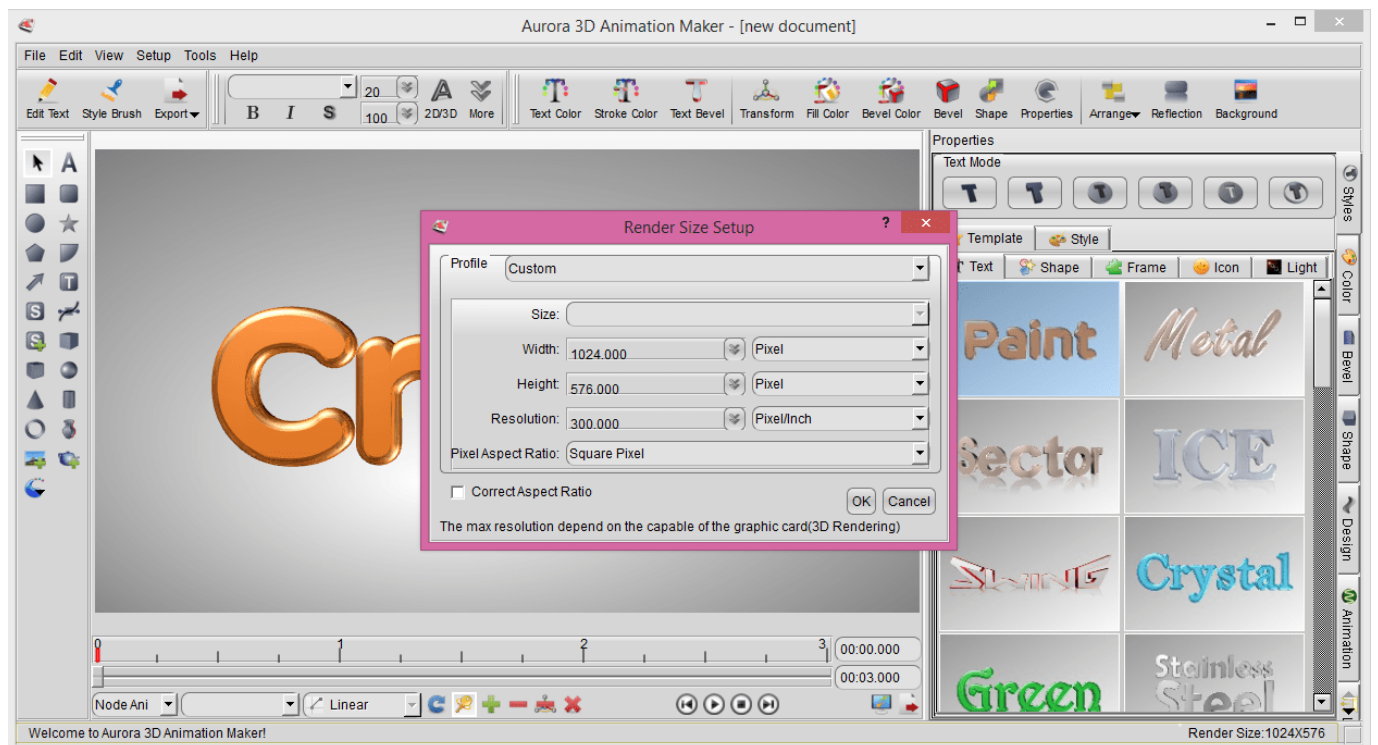 Aurora 3D Animation Maker - [new document]
File Edit View Setup Tools Help
20
100
B I S
Edit Text Style Brush Export 2D/3D More Text Color Stroke Color Text Bevel Transform Fill Color Bevel Color Bevel Shape Properties Arrange Reflection Background
Properties
Text Mode
Template Style
Text Shape Frame Icon Light
Styles
Color
Bevel
Shape
Design
Animation
Render Size Setup ?
Profile Custom
Size:
Width: 1024.000 Pixel
Height: 576.000 Pixel
Resolution: 300.000 Pixel/Inch
Pixel Aspect Ratio: Square Pixel
Correct Aspect Ratio
OK Cancel
The max resolution depend on the capable of the graphic card(3D Rendering)
Cr
Paint Metal
Sector ICE
SWING Crystal
Green Stainless
Steel
0 1 2 3 00:00.000
00:03.000
Node Ani Linear
Welcome to Aurora 3D Animation Maker! Render Size:1024X576